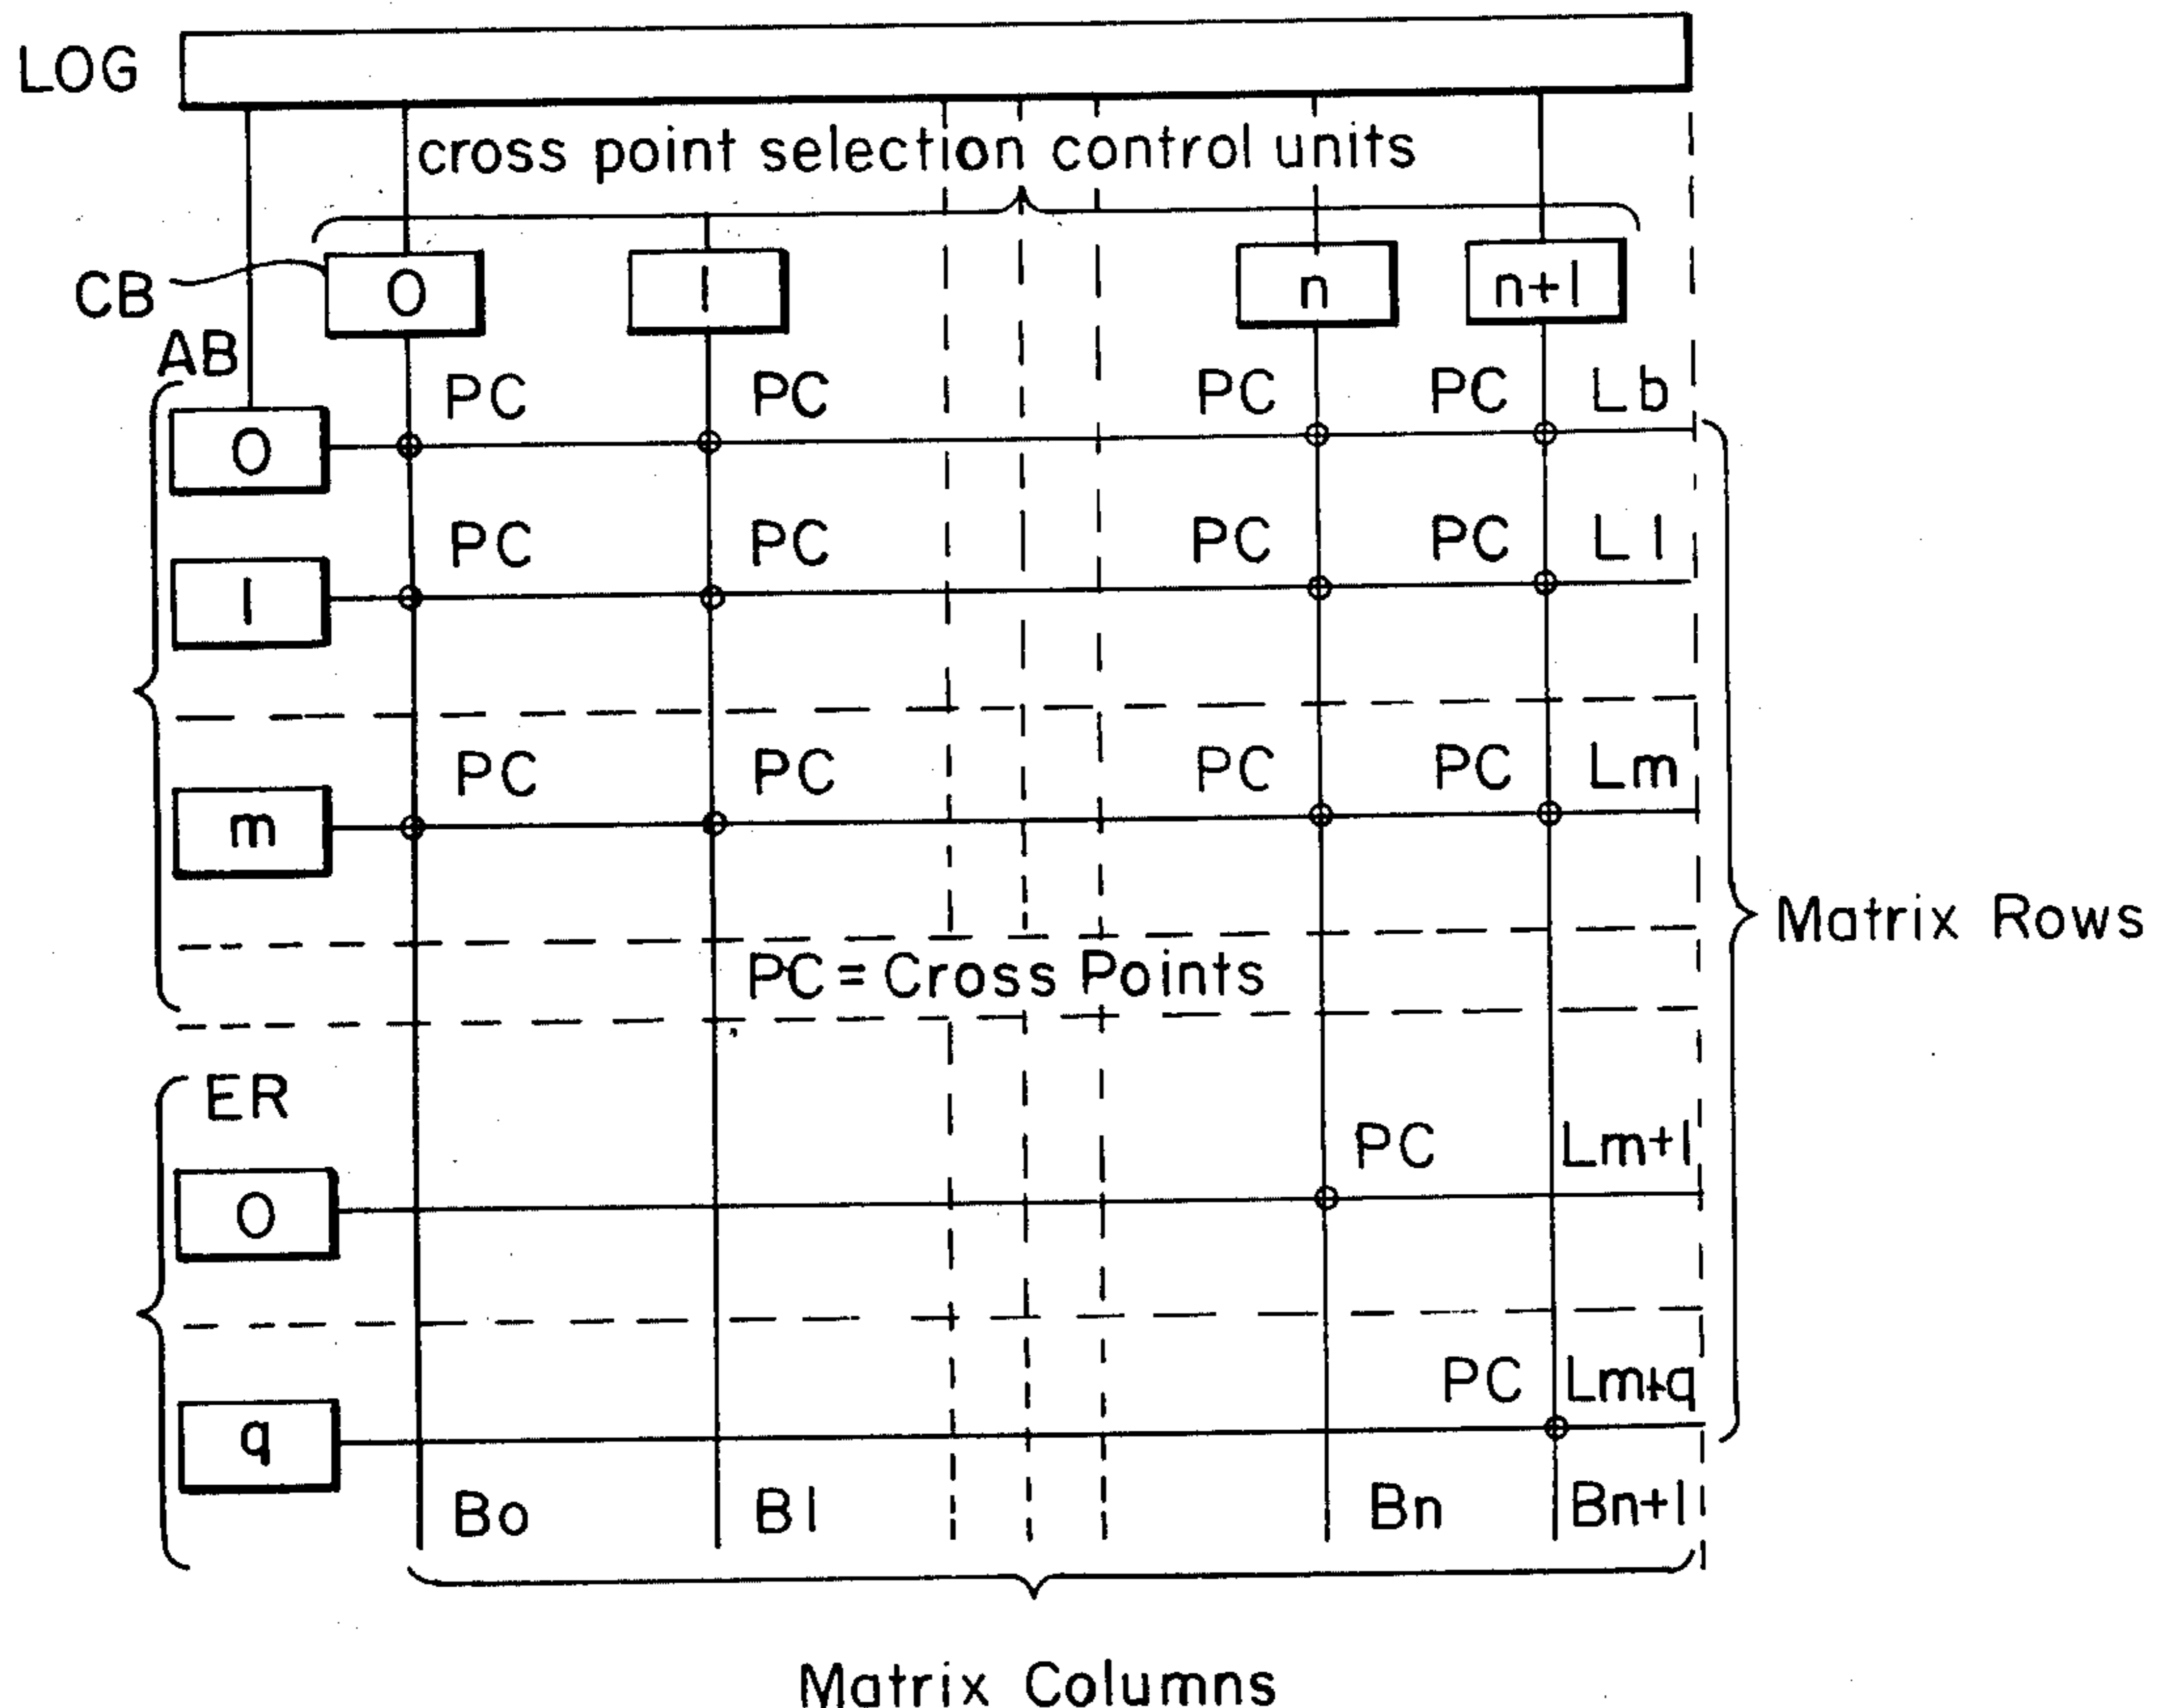 LOG
cross point selection control units
CB
0 1 n n+1
AB
PC PC PC PC Lb
0
PC PC PC PC L1
1
PC PC PC PC Lm
m
Matrix Rows
PC = Cross Points
ER
PC Lm+1
0
PC Lm+q
q
Bo B1 Bn Bn+1
Matrix Columns